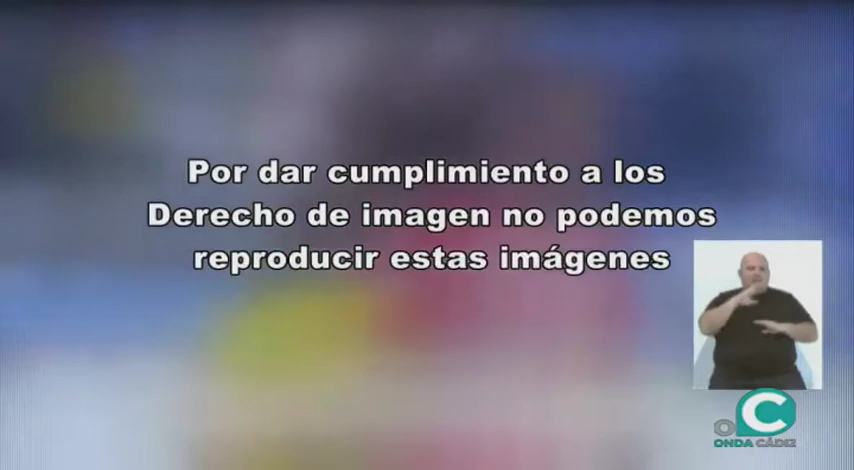 Por dar cumplimiento a los
Derecho de imagen no podemos
reproducir estas imágenes
C
ONDA CÁDIZ